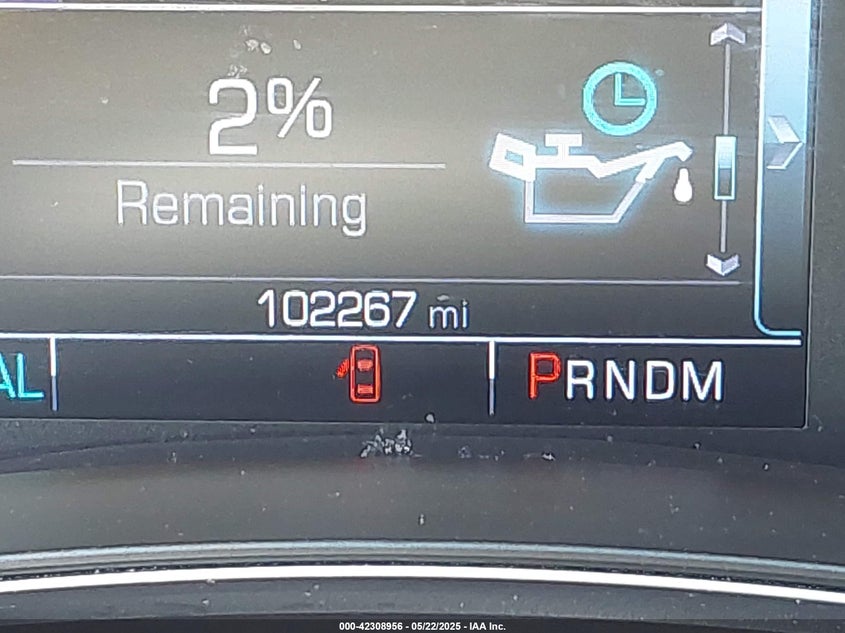 2%
Remaining
102267 mi
AL
PRNDM
000-42308956 - 05/22/2025 - IAA Inc.